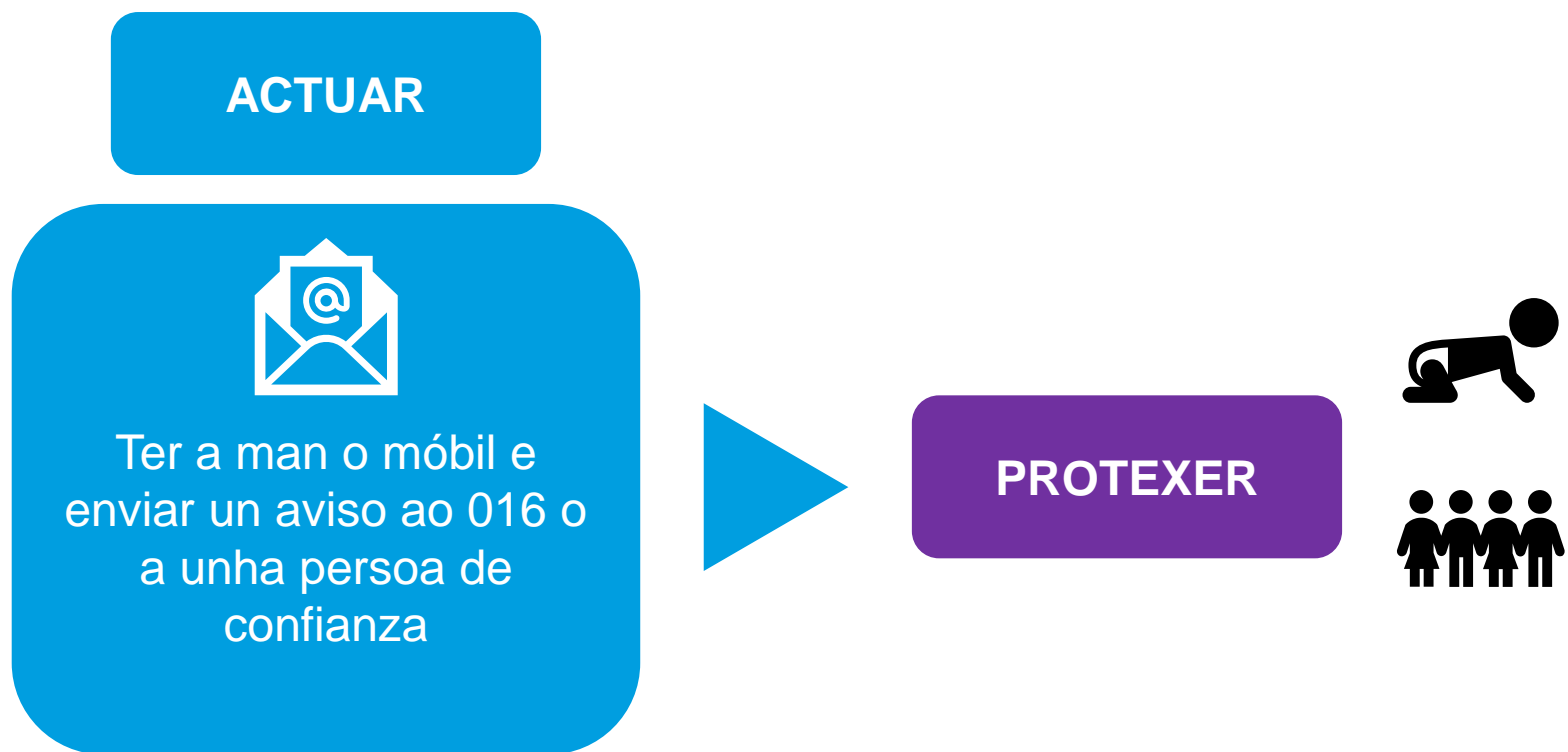 ACTUAR
@
Ter a man o móbil e
enviar un aviso ao 016 o
a unha persoa de
confianza
PROTEXER